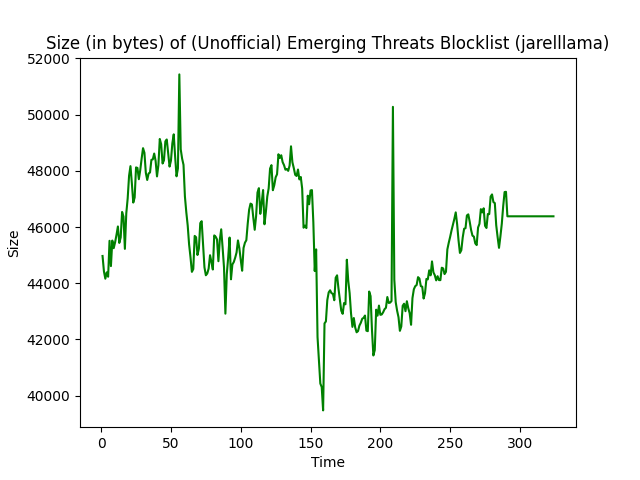 Size (in bytes) of (Unofficial) Emerging Threats Blocklist (jarelllama)
52000
50000
48000
46000
44000
42000
40000
Size
0 50 100 150 200 250 300
Time